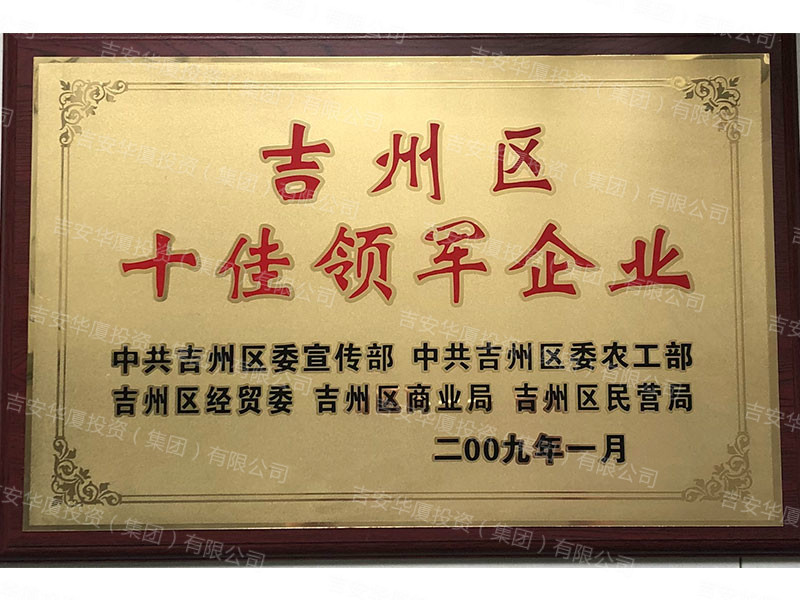 吉州区
十佳领军企业
中共吉州区委宣传部 中共吉州区委农工部
吉州区经贸委 吉州区商业局 吉州区民营局
二00九年一月
吉安华厦投资（集团）有限公司